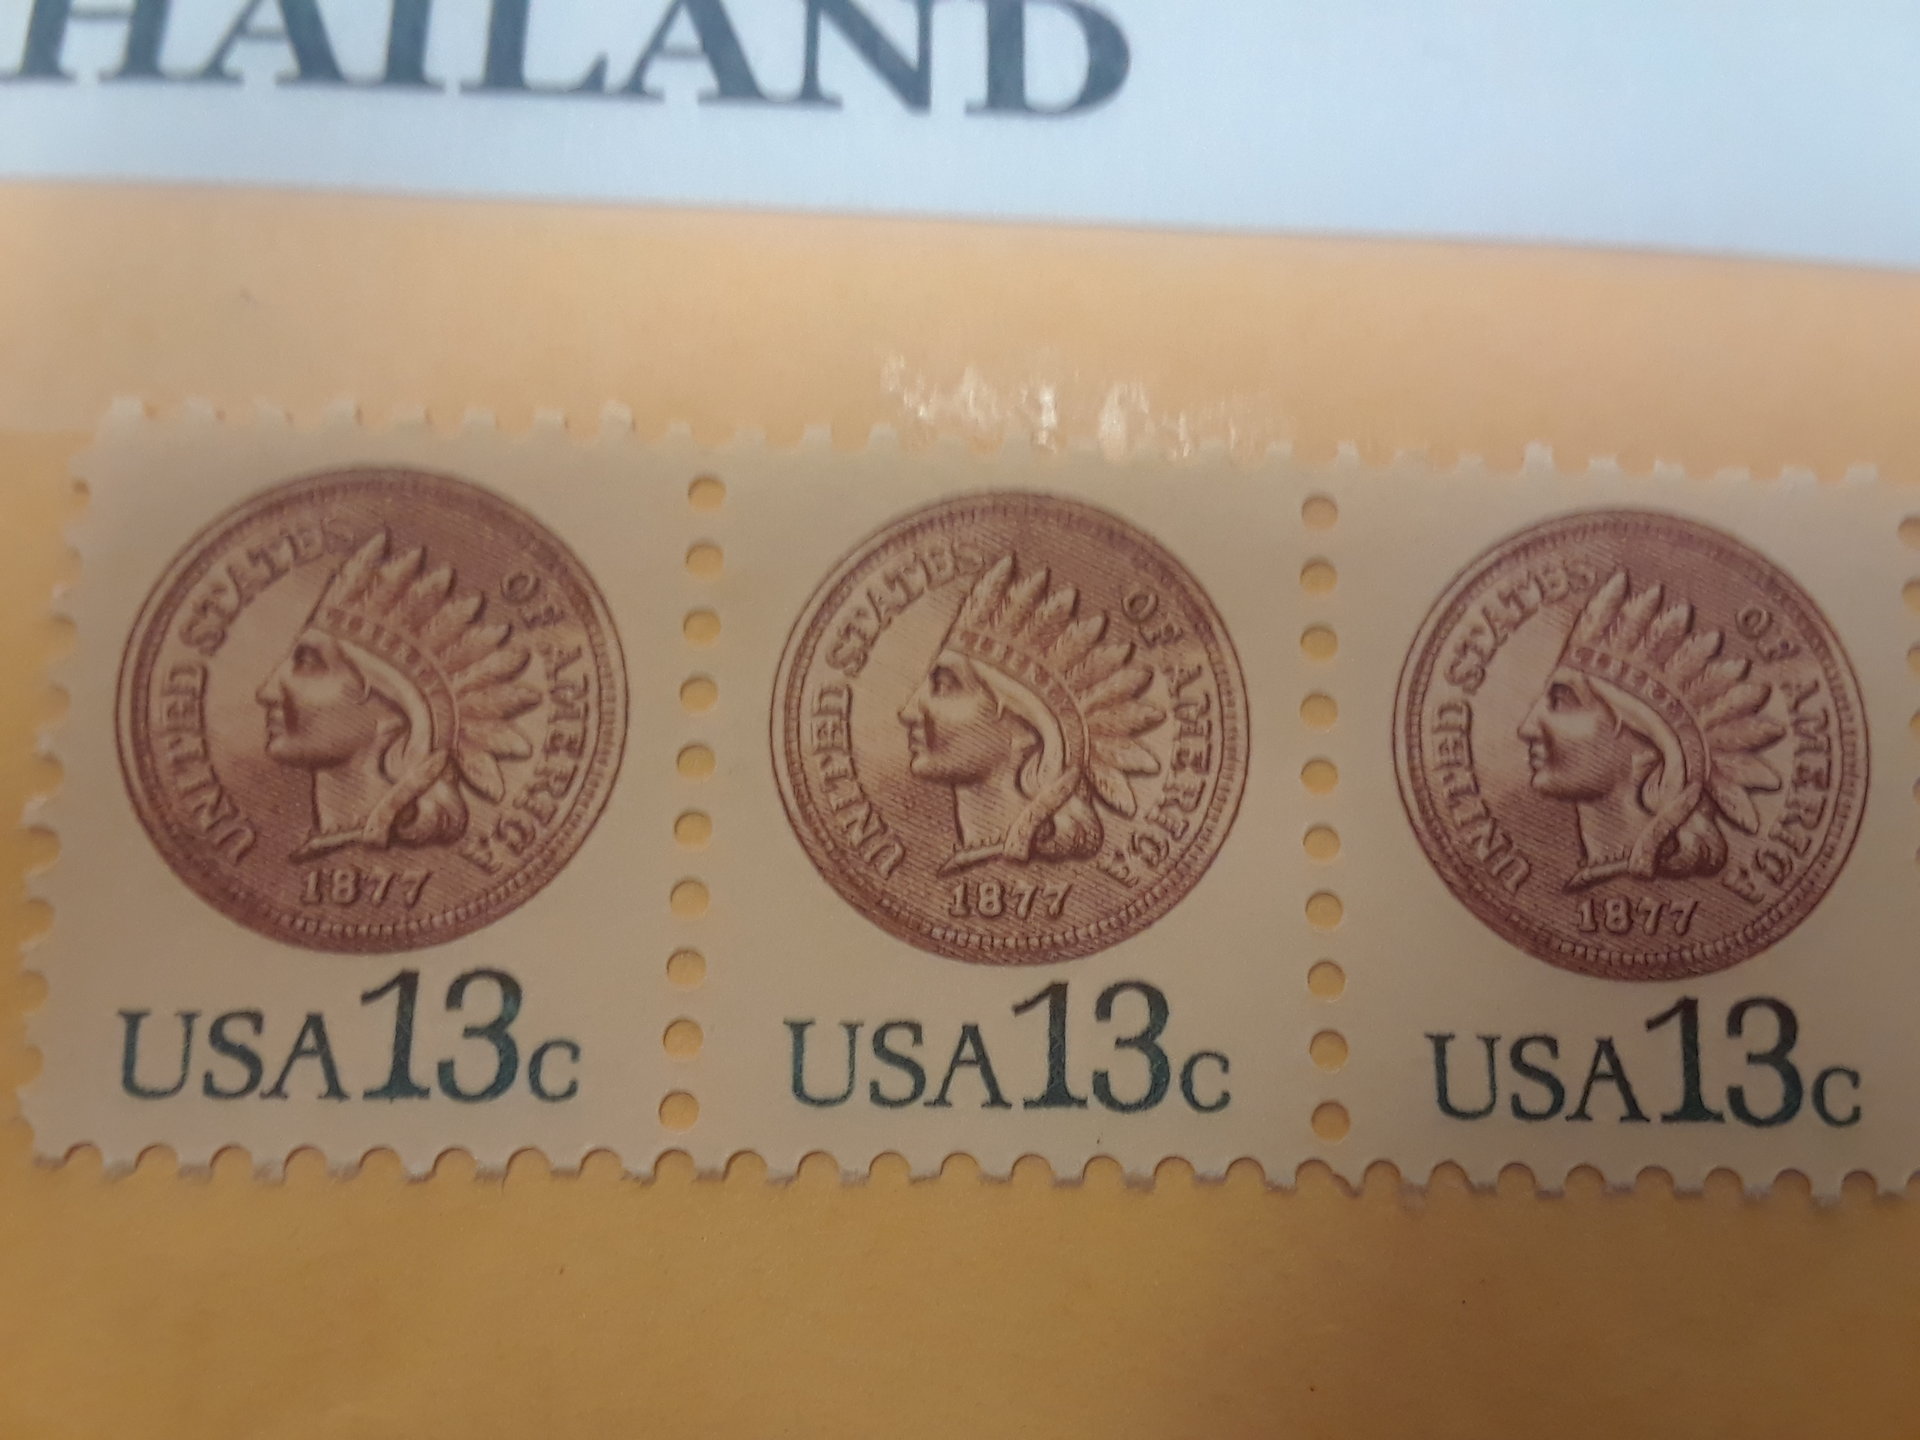 HAILAND
UNITED STATES OF AMERICA
1877
USA 13c
UNITED STATES OF AMERICA
1877
USA 13c
UNITED STATES OF AMERICA
1877
USA 13c